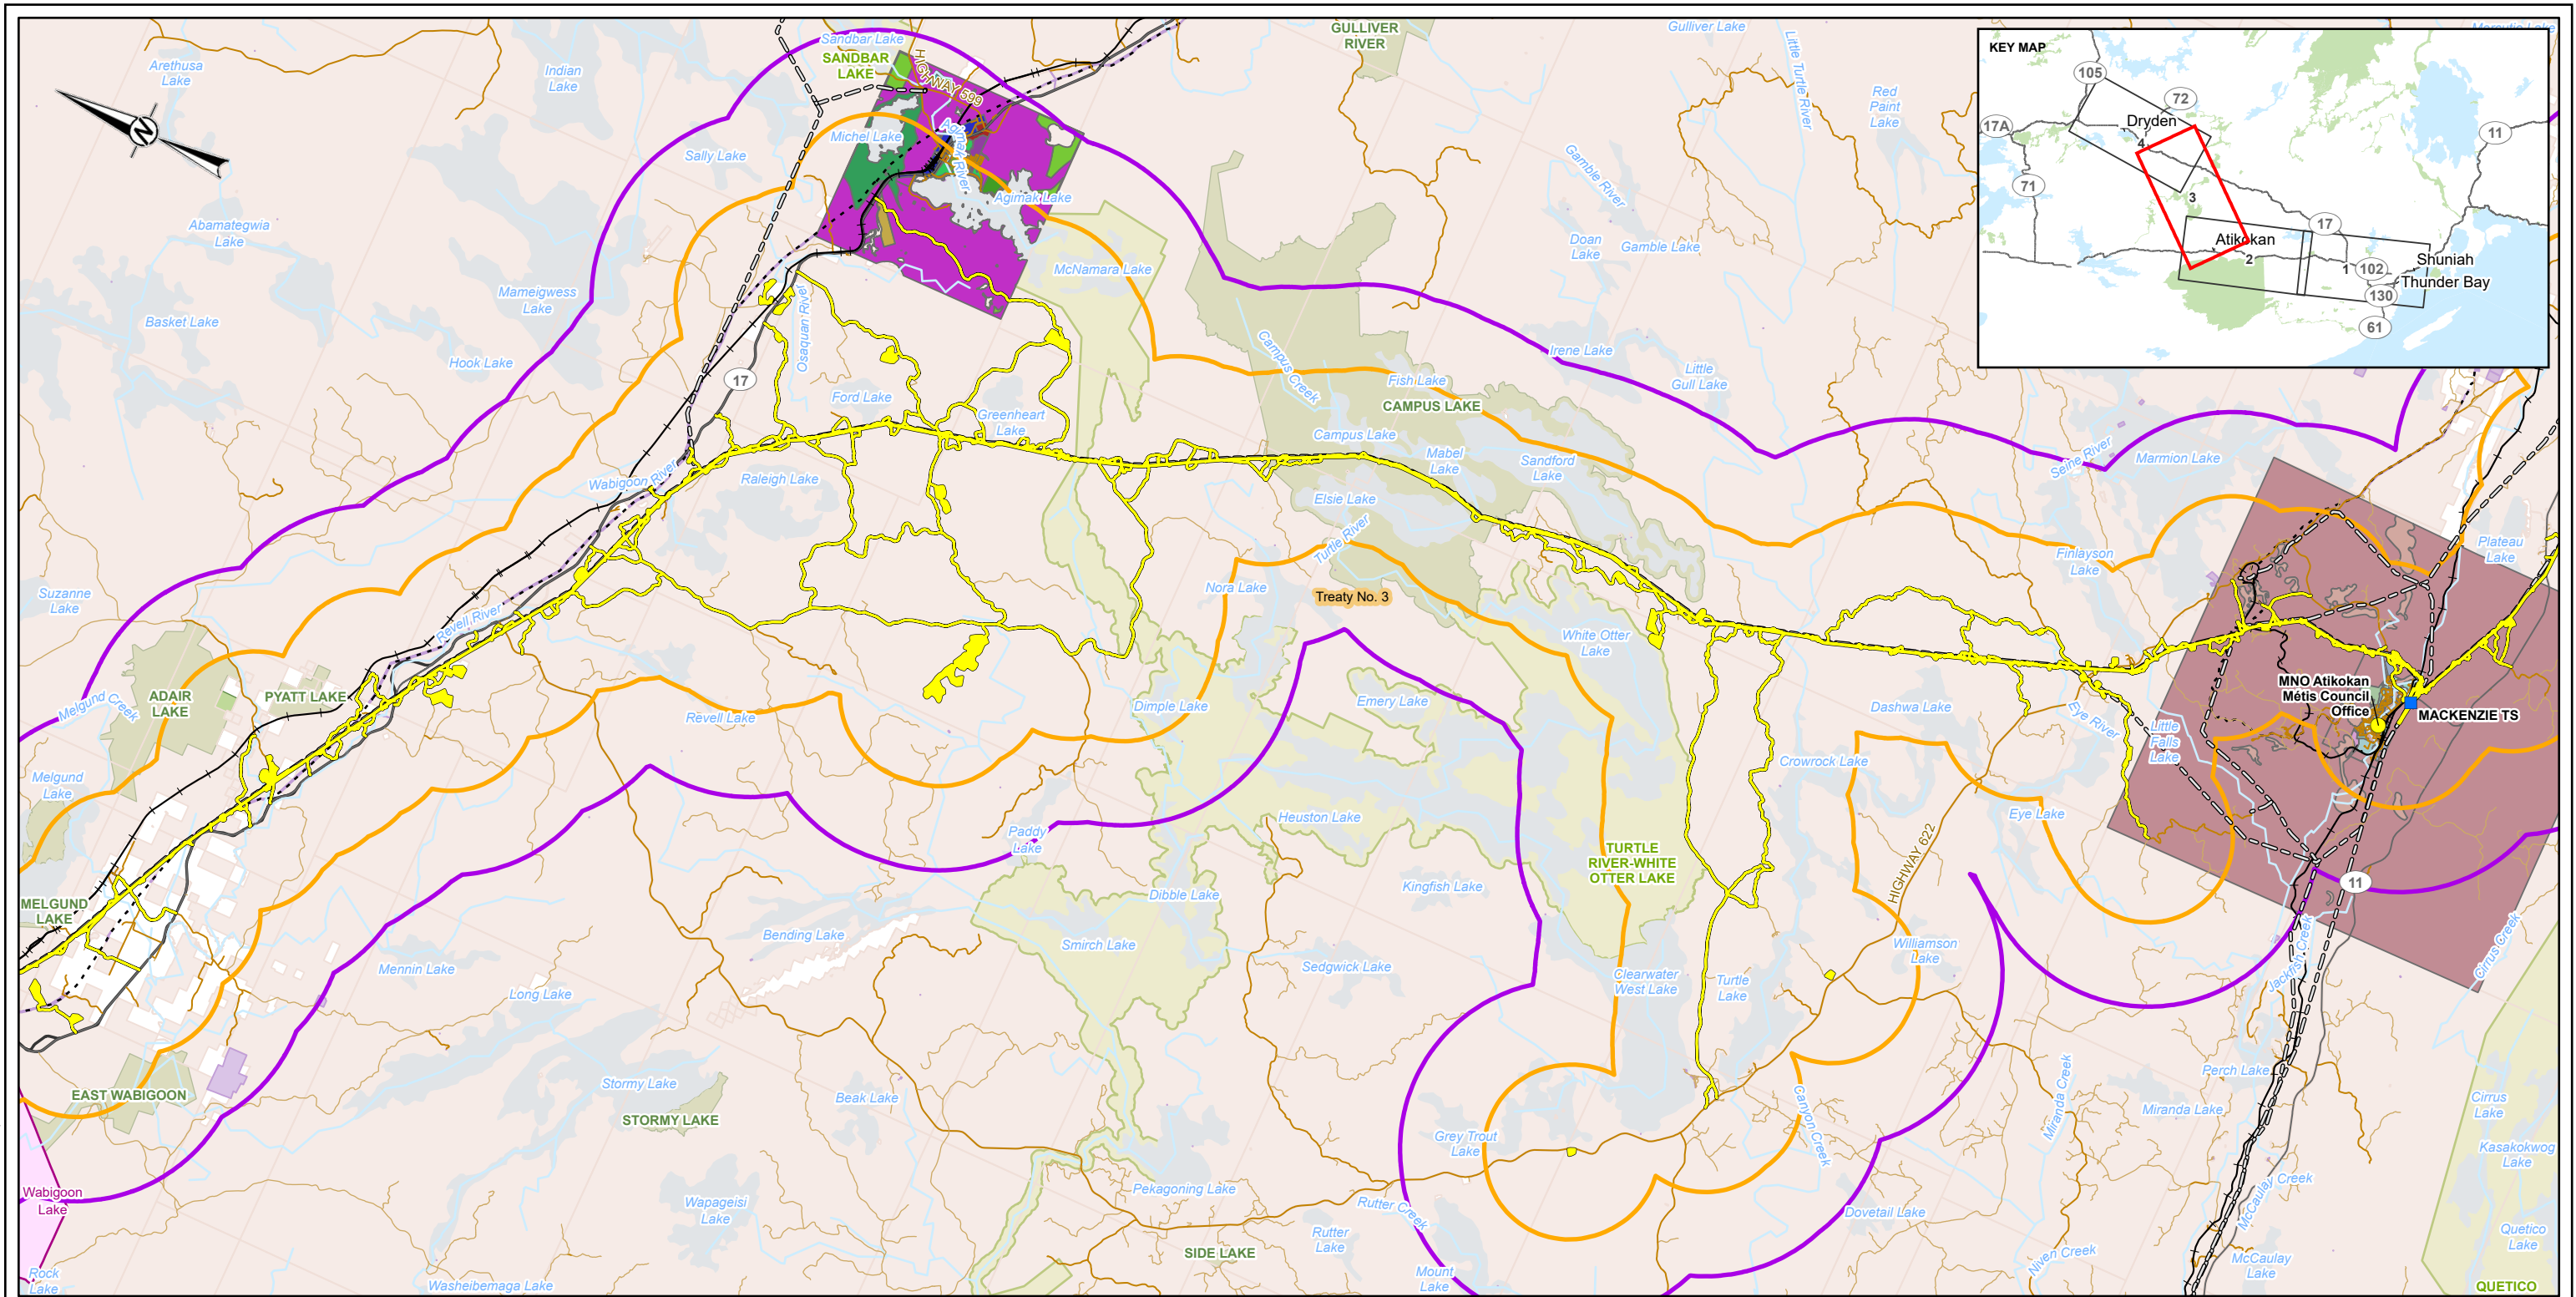 Arethusa
Lake
Indian
Lake
Sandbar Lake
SANDBAR
LAKE
HIGHWAY 599
GULLIVER
RIVER
Gulliver Lake
Little Turtle River
Red
Paint
Lake
KEY MAP
105
72
Dryden
4
17A
11
71
3
17
Atikokan
2
1
102
Shuniah
Thunder Bay
130
61
N
Michel Lake
Agimak River
Sally Lake
Agimak Lake
Gamble River
Abamategwia
Lake
Doan
Lake
Gamble Lake
McNamara Lake
Mameigwess
Lake
Basket Lake
Osaquan River
Hook Lake
17
Campus Creek
Irene Lake
Little
Gull Lake
Fish Lake
CAMPUS LAKE
Ford Lake
Greenheart
Lake
Campus Lake
Mabel
Lake
Sandford
Lake
Seine River
Marmion Lake
Wabigoon River
Raleigh Lake
Elsie Lake
Turtle River
Finlayson
Lake
Plateau
Lake
Suzanne
Lake
Revell River
Nora Lake
Treaty No. 3
White Otter
Lake
ADAIR
LAKE
PYATT LAKE
Melgund Creek
Revell Lake
Dimple Lake
Emery Lake
Dashwa Lake
Eye River
Little
Falls
Lake
MNO Atikokan
Métis Council
Office
MACKENZIE TS
Melgund
Lake
Crowrock Lake
Eye Lake
Paddy
Lake
Heuston Lake
TURTLE
RIVER-WHITE
OTTER LAKE
HIGHWAY 622
11
MELGUND
LAKE
Dibble Lake
Kingfish Lake
Bending Lake
Smirch Lake
Williamson
Lake
Mennin Lake
Long Lake
Sedgwick Lake
Clearwater
West Lake
Turtle
Lake
Jackfish Creek
Cirrus Creek
EAST WABIGOON
Stormy Lake
STORMY LAKE
Beak Lake
Grey Trout
Lake
Canyon Creek
Miranda Creek
Perch Lake
Miranda Lake
Cirrus
Lake
Kasakokwog
Lake
Wabigoon
Lake
Wapageisi
Lake
Pekagoning Lake
Rutter Creek
Rutter
Lake
Dovetail Lake
McCaulay Creek
Quetico
Lake
SIDE LAKE
Rock
Lake
Washeibemaga Lake
Mount
Lake
Niven Creek
McCaulay
Lake
QUETICO